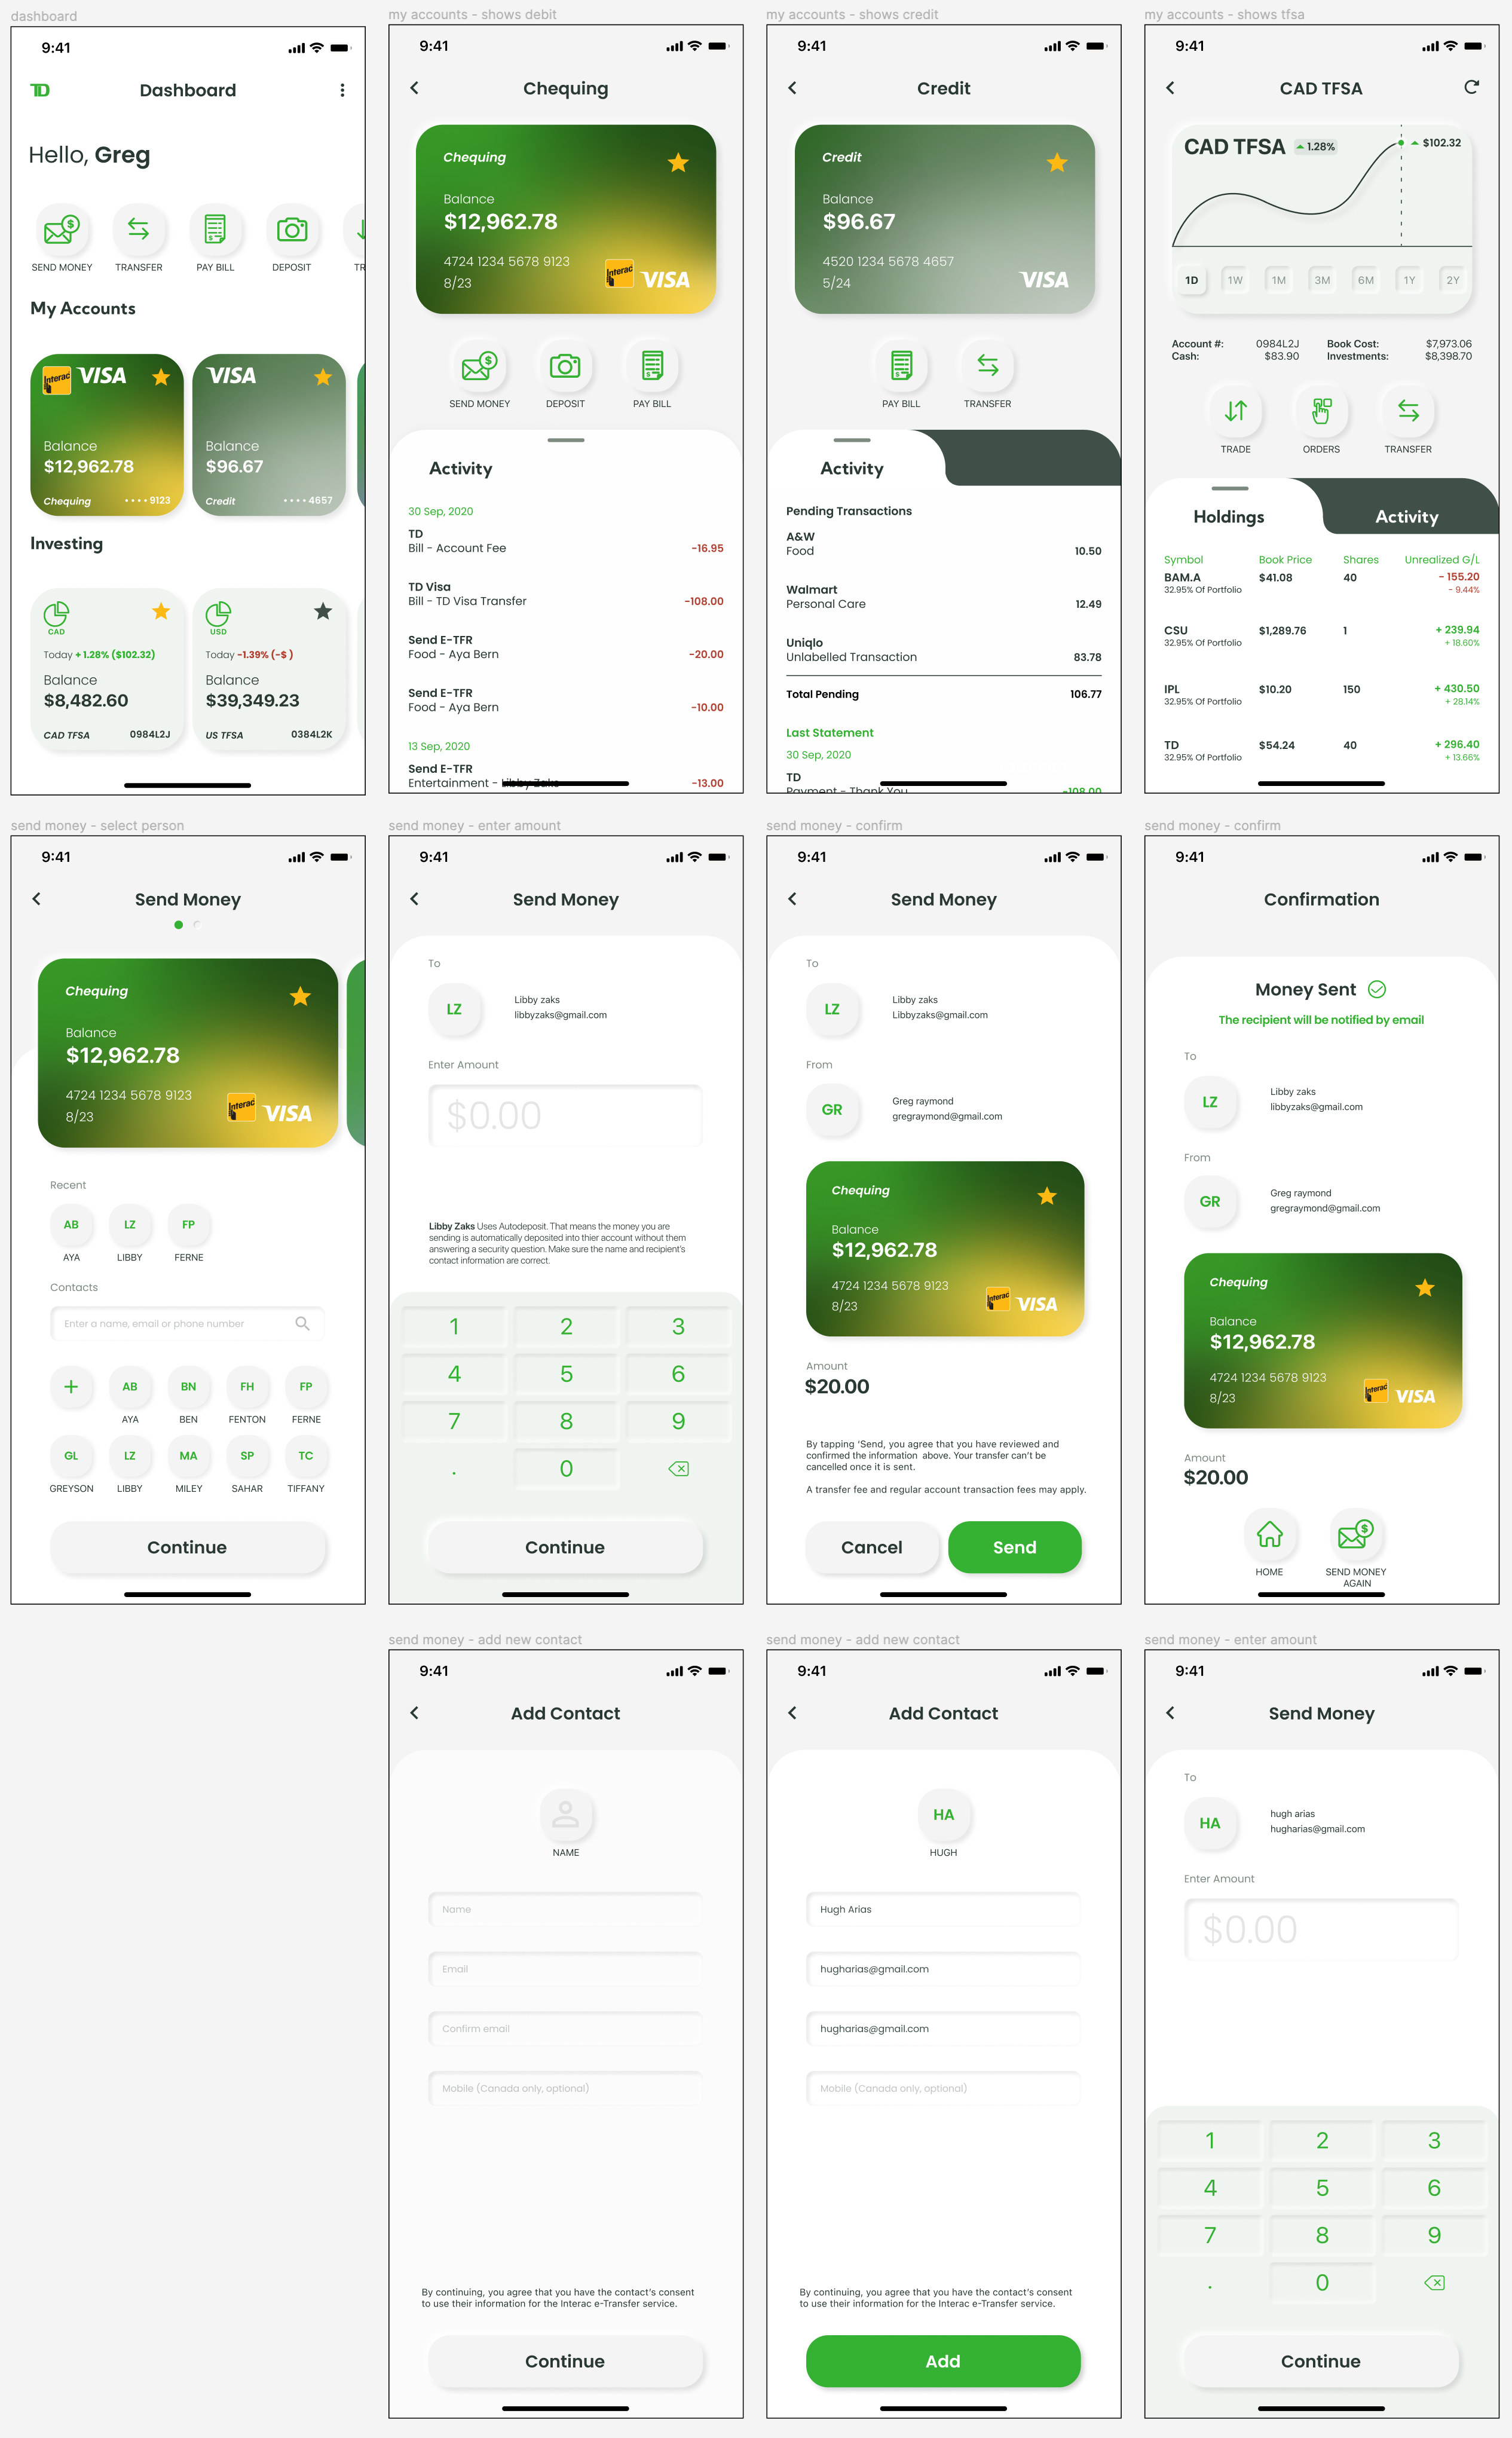 dashboard
9:41
TD
Dashboard
Hello, Greg
$
SEND MONEY
TRANSFER
$
PAY BILL
DEPOSIT
TR
My Accounts
Interac VISA
Balance
$12,962.78
Chequing
•••• 9123
VISA
Balance
$96.67
Credit
•••• 4657
Investing
CAD
Today +1.28% ($102.32)
Balance
$8,482.60
CAD TFSA
0984L2J
USD
Today -1.39% (-$ )
Balance
$39,349.23
US TFSA
0384L2K
my accounts - shows debit
9:41
Chequing
Chequing
Balance
$12,962.78
4724 1234 5678 9123
8/23
Interac VISA
$
SEND MONEY
DEPOSIT
$
PAY BILL
Activity
30 Sep, 2020
TD
Bill - Account Fee
-16.95
TD Visa
Bill - TD Visa Transfer
-108.00
Send E-TFR
Food - Aya Bern
-20.00
Send E-TFR
Food - Aya Bern
-10.00
13 Sep, 2020
Send E-TFR
Entertainment - Libby Zaks
-13.00
my accounts - shows credit
9:41
Credit
Credit
Balance
$96.67
4520 1234 5678 4657
5/24
VISA
$
PAY BILL
TRANSFER
Activity
Pending Transactions
A&W
Food
10.50
Walmart
Personal Care
12.49
Uniqlo
Unlabelled Transaction
83.78
Total Pending
106.77
Last Statement
30 Sep, 2020
TD
Payment - Thank You
-108.00
my accounts - shows tfsa
9:41
CAD TFSA
CAD TFSA
1.28%
$102.32
1D 1W 1M 3M 6M 1Y 2Y
Account #: 0984L2J Book Cost: $7,973.06
Cash: $83.90 Investments: $8,398.70
TRADE
ORDERS
TRANSFER
Holdings
Activity
Symbol Book Price Shares Unrealized G/L
BAM.A $41.08 40 - 155.20
32.95% Of Portfolio - 9.44%
CSU $1,289.76 1 + 239.94
32.95% Of Portfolio + 18.60%
IPL $10.20 150 + 430.50
32.95% Of Portfolio + 28.14%
TD $54.24 40 + 296.40
32.95% Of Portfolio + 13.66%
send money - select person
9:41
Send Money
Chequing
Balance
$12,962.78
4724 1234 5678 9123
8/23
Interac VISA
Recent
AB LZ FP
AYA LIBBY FERNE
Contacts
Enter a name, email or phone number
+ AB BN FH FP
AYA BEN FENTON FERNE
GL LZ MA SP TC
GREYSON LIBBY MILEY SAHAR TIFFANY
Continue
send money - enter amount
9:41
Send Money
To
LZ
Libby zaks
libbyzaks@gmail.com
Enter Amount
$0.00
Libby Zaks Uses Autodeposit. That means the money you are
sending is automatically deposited into thier account without them
answering a security question. Make sure the name and recipient's
contact information are correct.
1 2 3
4 5 6
7 8 9
. 0
Continue
send money - confirm
9:41
Send Money
To
LZ
Libby zaks
Libbyzaks@gmail.com
From
GR
Greg raymond
gregraymond@gmail.com
Chequing
Balance
$12,962.78
4724 1234 5678 9123
8/23
Interac VISA
Amount
$20.00
By tapping ‘Send, you agree that you have reviewed and
confirmed the information above. Your transfer can’t be
cancelled once it is sent.
A transfer fee and regular account transaction fees may apply.
Cancel
Send
send money - confirm
9:41
Confirmation
Money Sent
The recipient will be notified by email
To
LZ
Libby zaks
libbyzaks@gmail.com
From
GR
Greg raymond
gregraymond@gmail.com
Chequing
Balance
$12,962.78
4724 1234 5678 9123
8/23
Interac VISA
Amount
$20.00
HOME
$
SEND MONEY
AGAIN
send money - add new contact
9:41
Add Contact
NAME
Name
Email
Confirm email
Mobile (Canada only, optional)
By continuing, you agree that you have the contact's consent
to use their information for the Interac e-Transfer service.
Continue
send money - add new contact
9:41
Add Contact
HA
HUGH
Hugh Arias
hugharias@gmail.com
hugharias@gmail.com
Mobile (Canada only, optional)
By continuing, you agree that you have the contact's consent
to use their information for the Interac e-Transfer service.
Add
send money - enter amount
9:41
Send Money
To
HA
hugh arias
hugharias@gmail.com
Enter Amount
$0.00
1 2 3
4 5 6
7 8 9
. 0
Continue